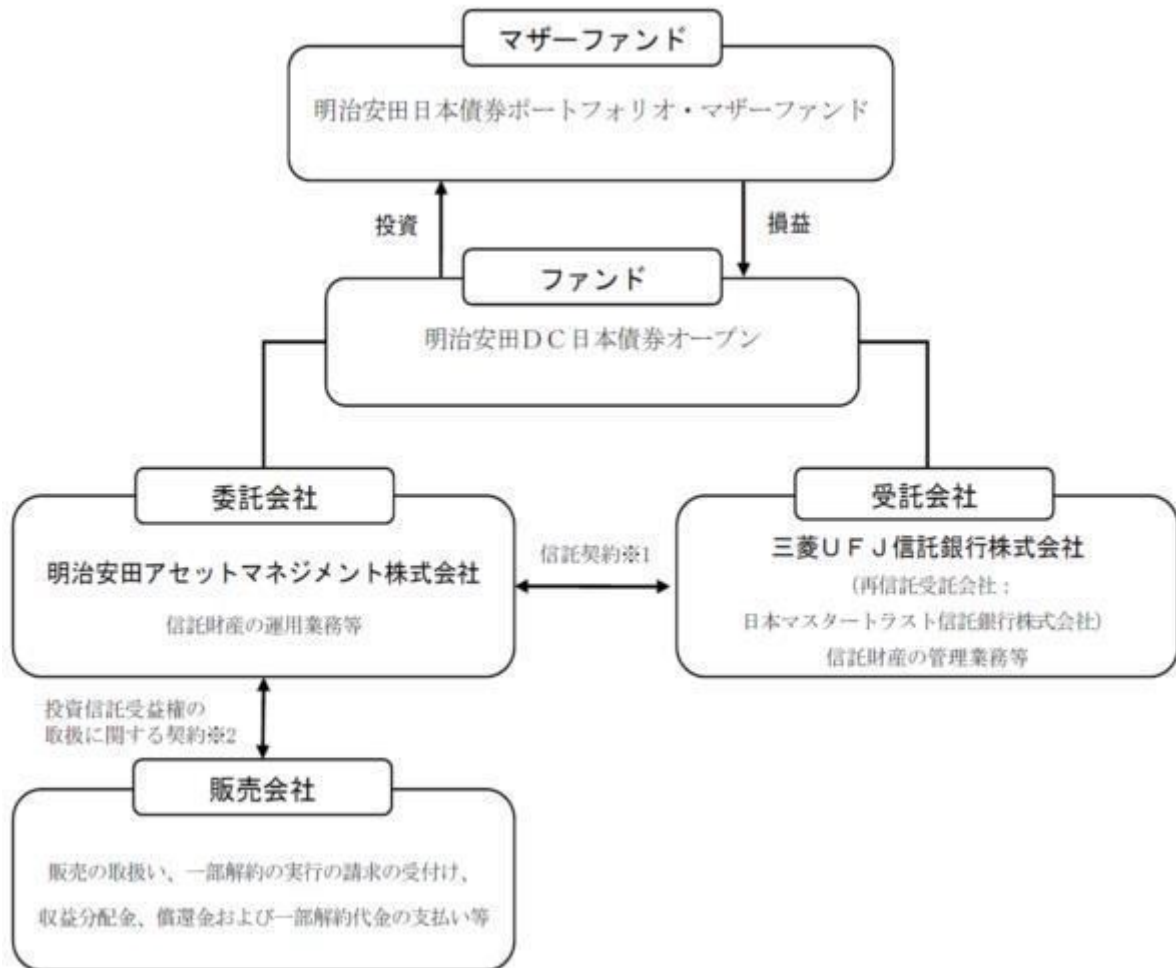 マザーファンド
明治安田日本債券ポートフォリオ・マザーファンド
投資
損益
ファンド
明治安田DC日本債券オープン
委託会社
明治安田アセットマネジメント株式会社
信託財産の運用業務等
信託契約※1
受託会社
三菱UFJ信託銀行株式会社
(再信託受託会社:
日本マスタートラスト信託銀行株式会社)
信託財産の管理業務等
投資信託受益権の
取扱に関する契約※2
販売会社
販売の取扱い、一部解約の実行の請求の受付け、
収益分配金、償還金および一部解約代金の支払い等